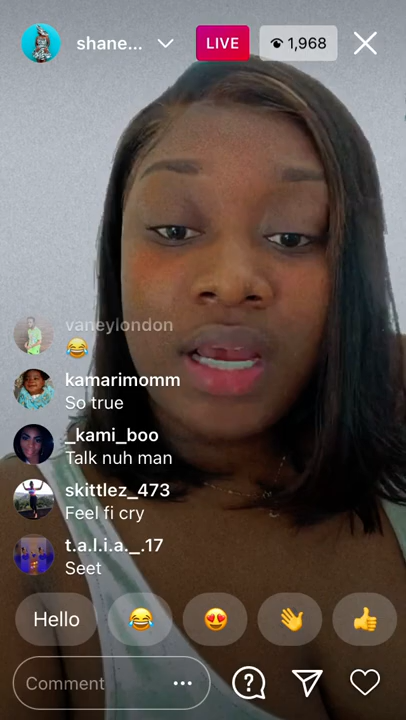 shane...
LIVE
1,968
vaneylondon
😂
kamarimomm
So true
_kami_boo
Talk nuh man
skittlez_473
Feel fi cry
t.a.l.i.a._.17
Seet
Hello 😂 😍 👋 👍
Comment ...